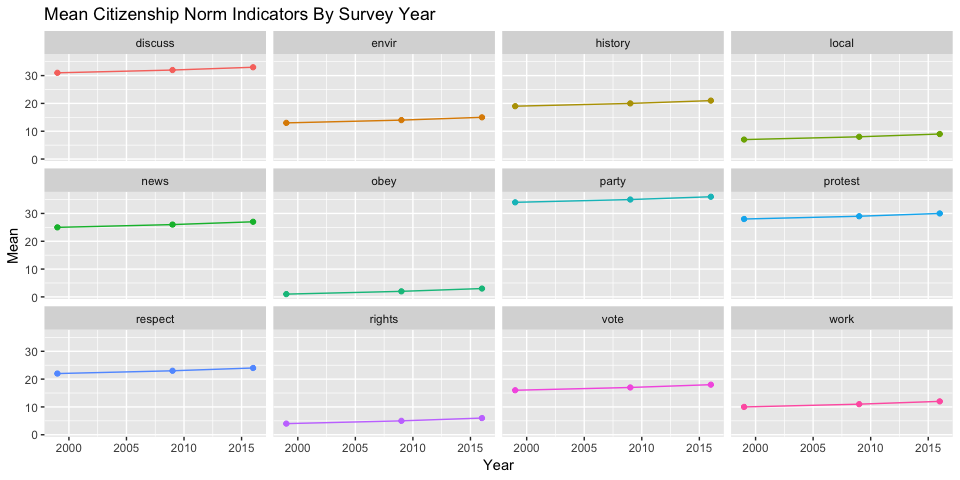 Mean Citizenship Norm Indicators By Survey Year
discuss envir history local
30
20
10
0
news obey party protest
30
20
10
0
Mean
respect rights vote work
30
20
10
0
2000 2005 2010 2015 2000 2005 2010 2015 2000 2005 2010 2015 2000 2005 2010 2015
Year